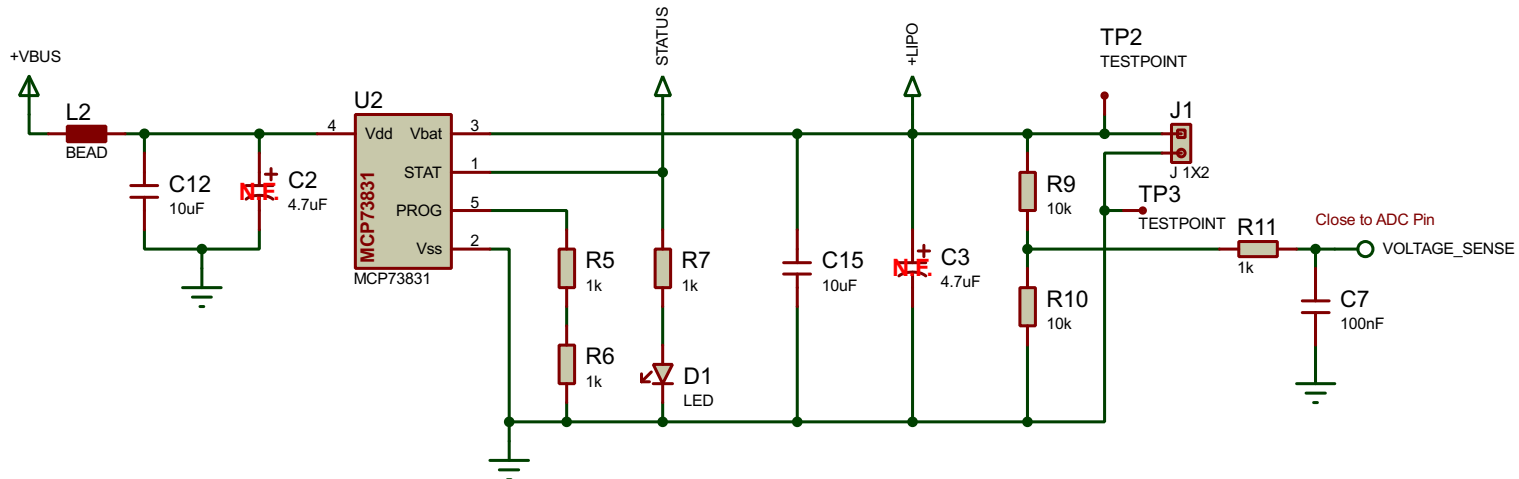 +VBUS
L2
BEAD
C12
10uF
N.F.
C2
4.7uF
+
U2
4
Vdd
Vbat
3
STAT
1
PROG
5
Vss
2
MCP73831
MCP73831
STATUS
R5
1k
R6
1k
R7
1k
D1
LED
C15
10uF
+LIPO
N.F.
+
C3
4.7uF
R9
10k
R10
10k
TP2
TESTPOINT
J1
J 1X2
TP3
TESTPOINT
R11
1k
Close to ADC Pin
VOLTAGE_SENSE
C7
100nF